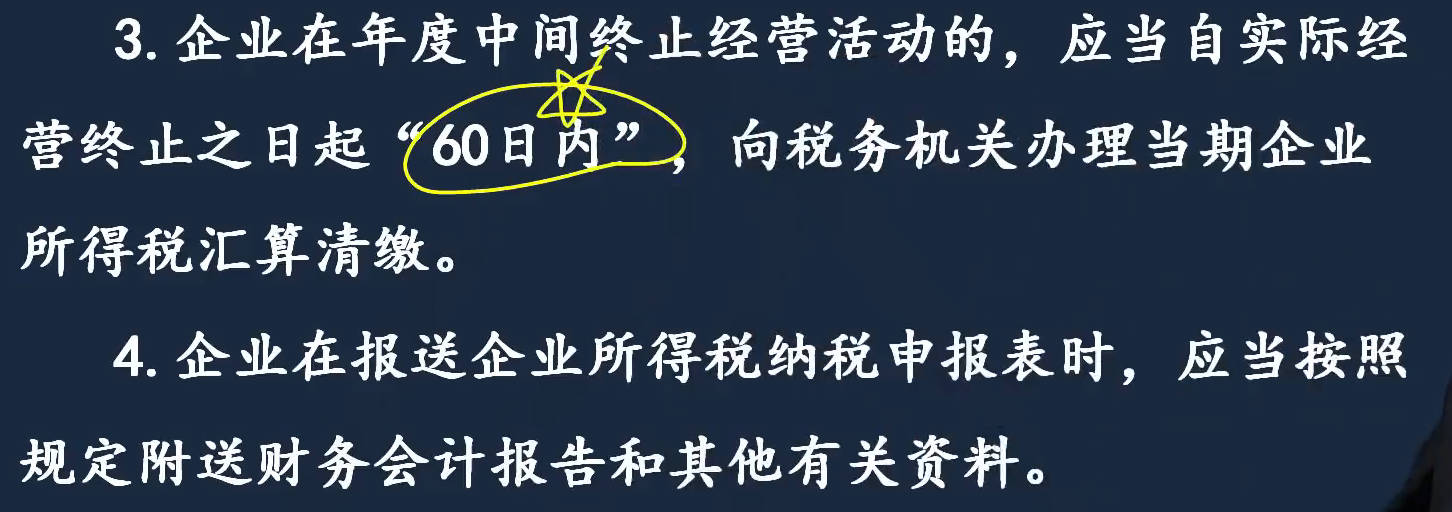 3. 企业在年度中间终止经营活动的，应当自实际经
营终止之日起“60日内”，向税务机关办理当期企业
所得税汇算清缴。
4. 企业在报送企业所得税纳税申报表时，应当按照
规定附送财务会计报告和其他有关资料。